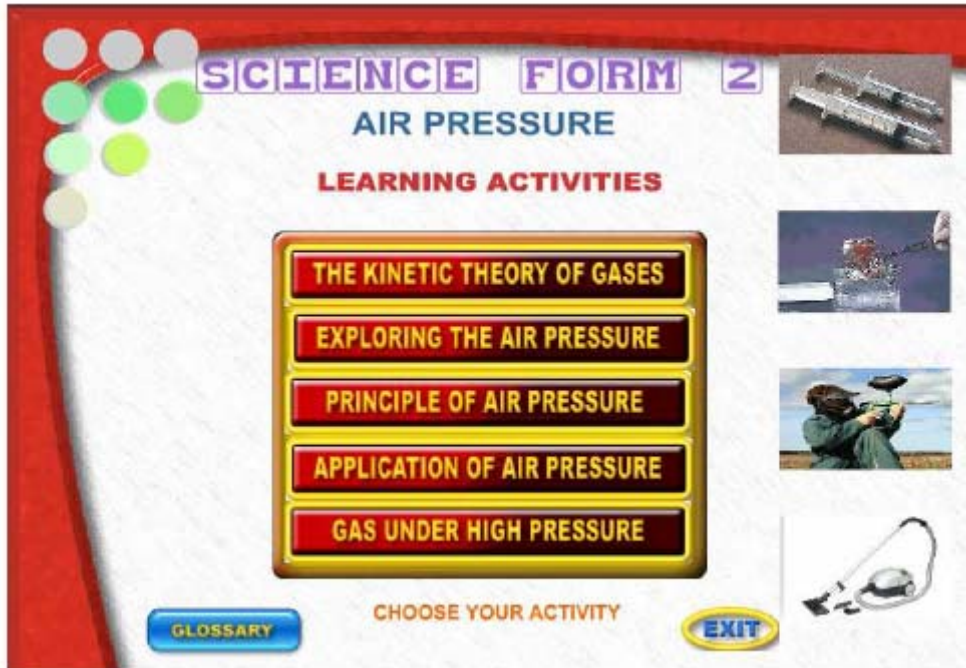 SCIENCE FORM 2
AIR PRESSURE
LEARNING ACTIVITIES
THE KINETIC THEORY OF GASES
EXPLORING THE AIR PRESSURE
PRINCIPLE OF AIR PRESSURE
APPLICATION OF AIR PRESSURE
GAS UNDER HIGH PRESSURE
CHOOSE YOUR ACTIVITY
GLOSSARY
EXIT